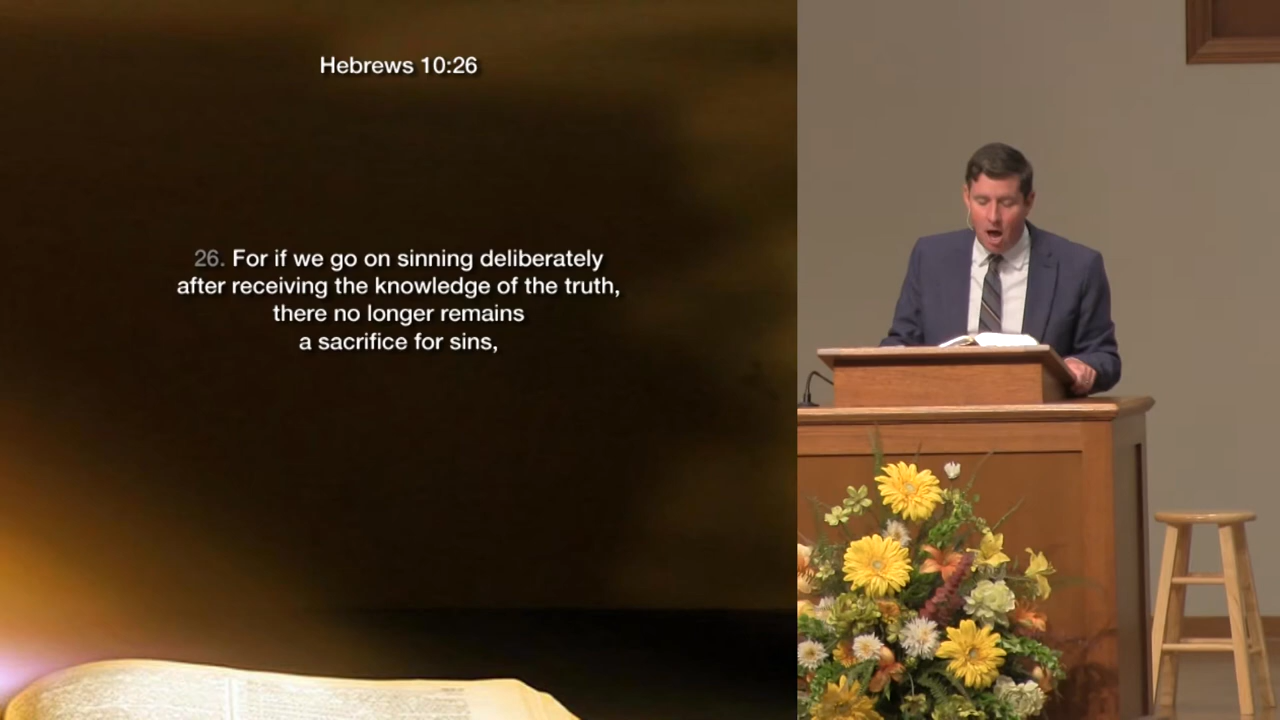 Hebrews 10:26
26. For if we go on sinning deliberately
after receiving the knowledge of the truth,
there no longer remains
a sacrifice for sins,